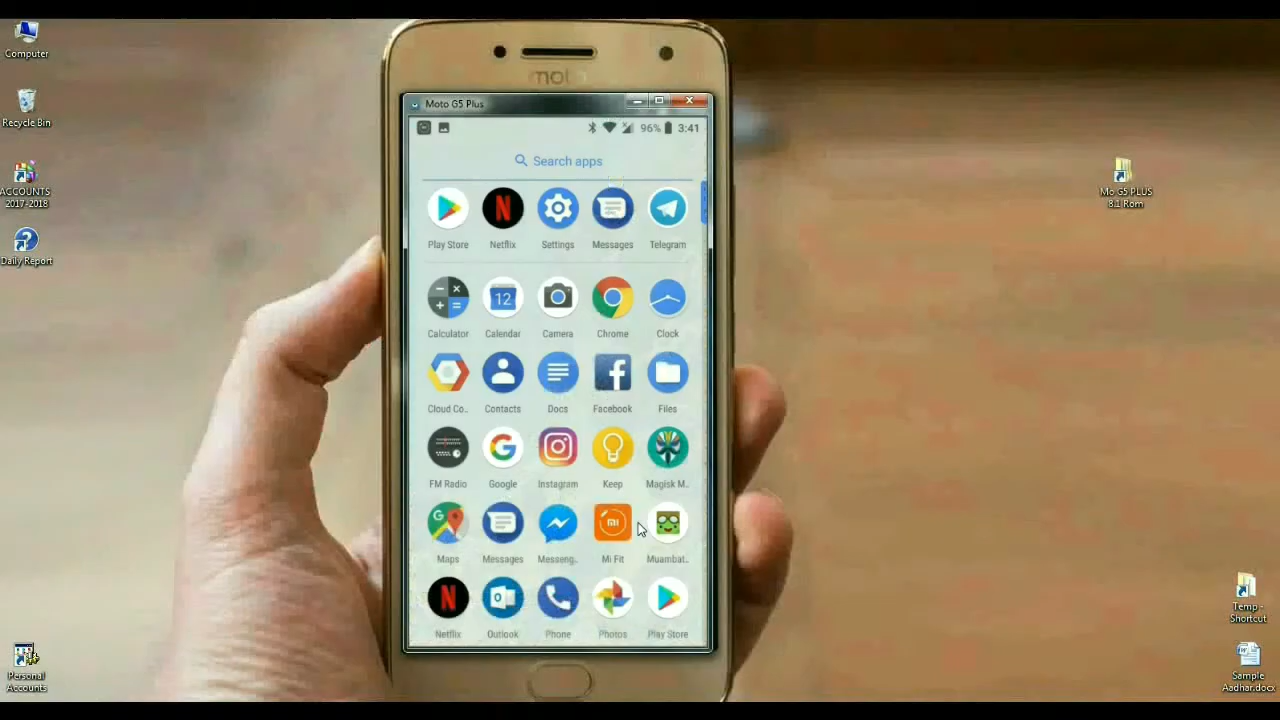 Computer
Recycle Bin
ACCOUNTS
2017-2018
Daily Report
Personal
Accounts
moto
Moto G5 Plus
96% 3:41
Search apps
Play Store Netflix Settings Messages Telegram
12
Calculator Calendar Camera Chrome Clock
Cloud Co.. Contacts Docs Facebook Files
FM Radio Google Instagram Keep Magisk M..
Maps Messages Messeng.. Mi Fit Muambat..
Netflix Outlook Phone Photos Play Store
Mo G5 PLUS
8.1 Rom
Temp -
Shortcut
Sample
Aadhar.docx